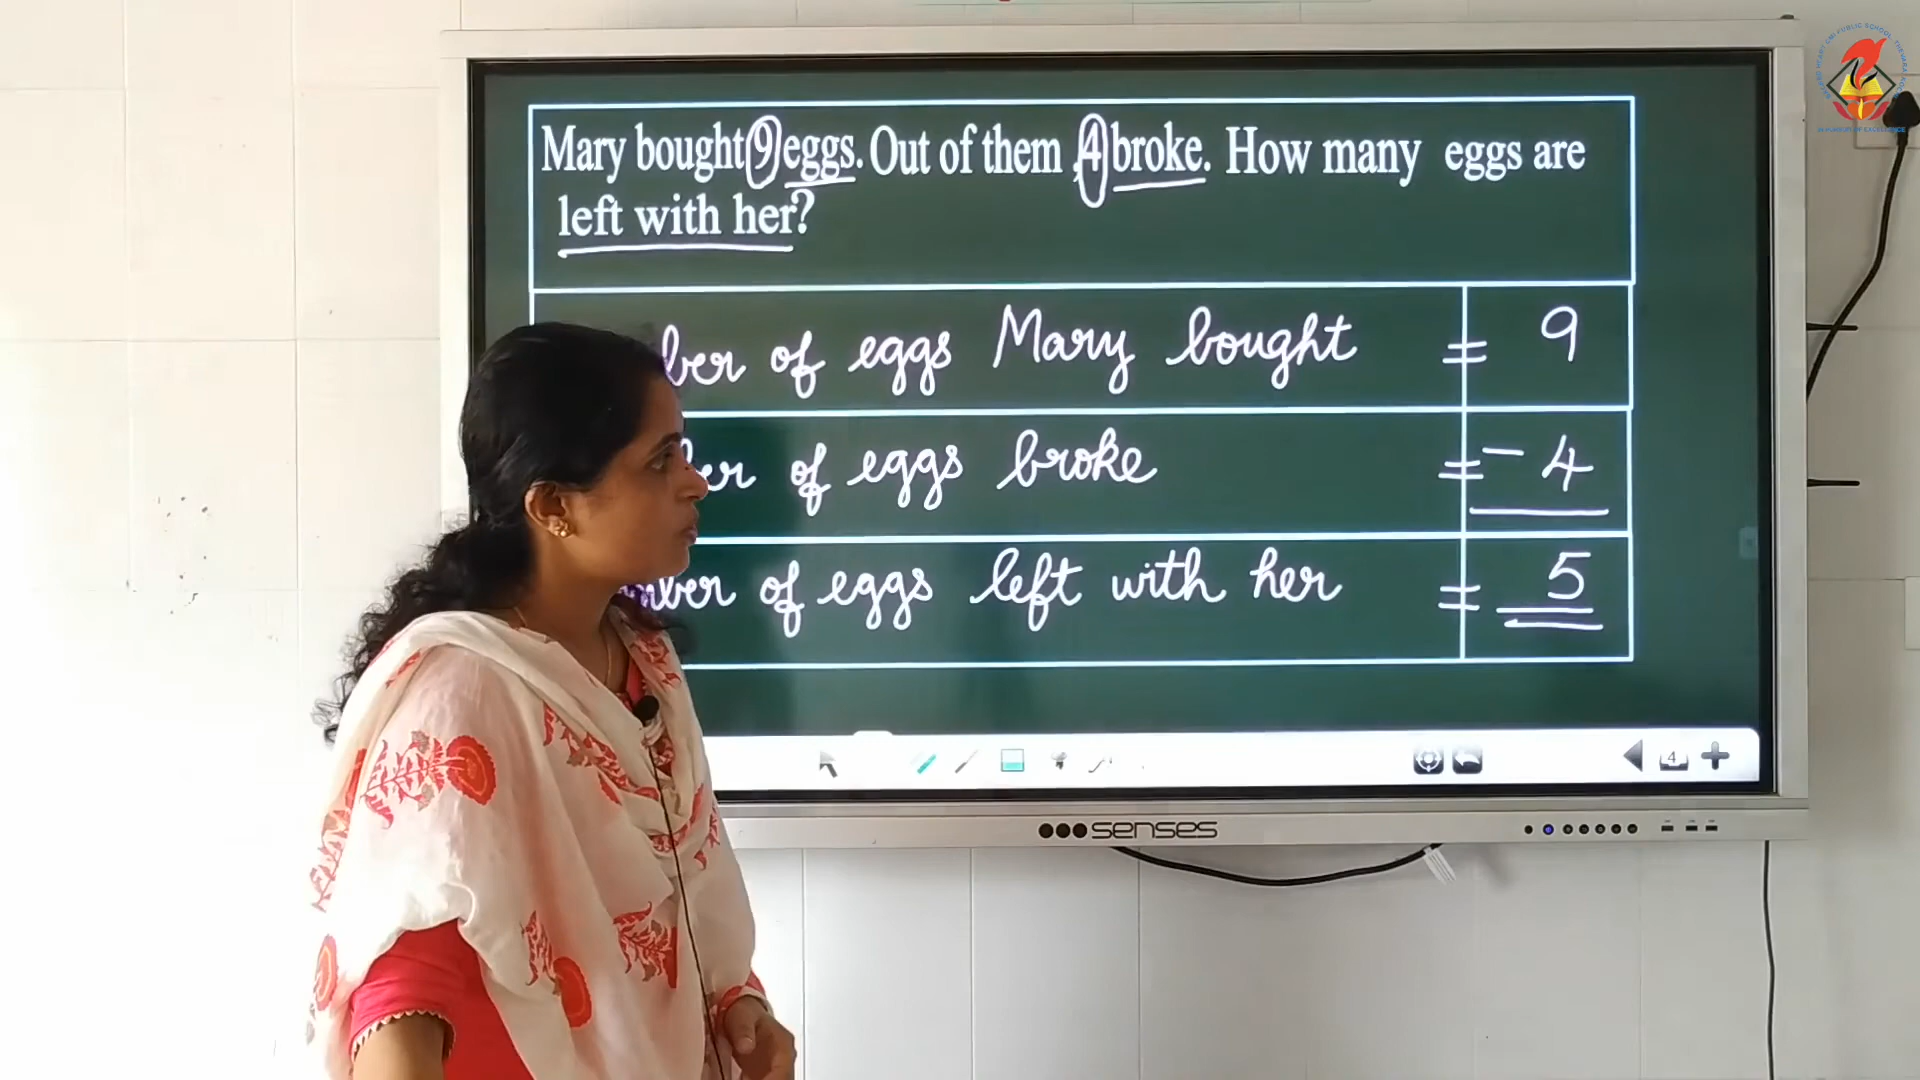 Mary bought 9 eggs. Out of them ,4 broke. How many eggs are
left with her?
of eggs Mary bought = 9
of eggs broke = - 4
of eggs left with her = 5
4
senses